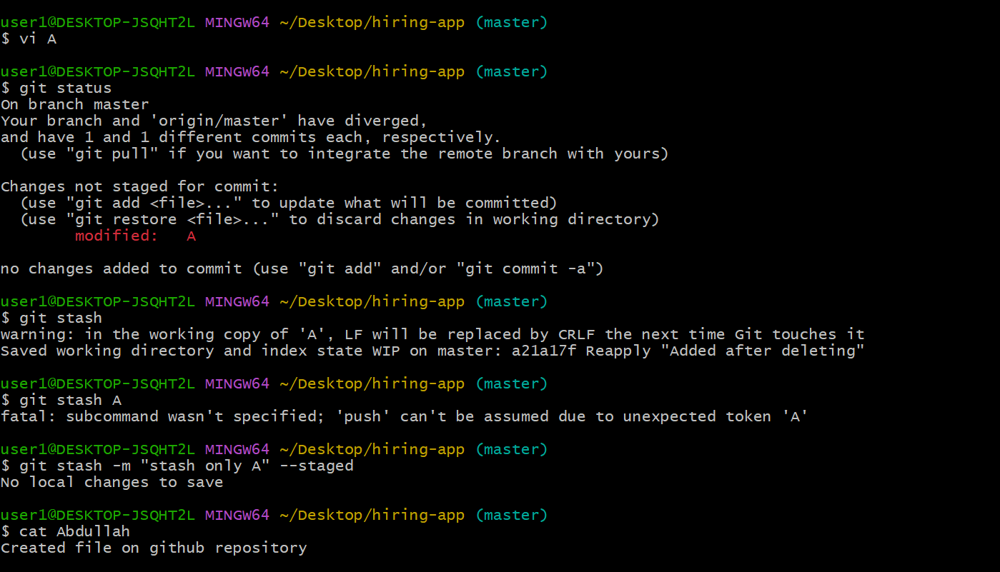 user1@DESKTOP-JSQHT2L MINGW64 ~/Desktop/hiring-app (master)
$ vi A
user1@DESKTOP-JSQHT2L MINGW64 ~/Desktop/hiring-app (master)
$ git status
On branch master
Your branch and 'origin/master' have diverged,
and have 1 and 1 different commits each, respectively.
  (use "git pull" if you want to integrate the remote branch with yours)
Changes not staged for commit:
  (use "git add <file>..." to update what will be committed)
  (use "git restore <file>..." to discard changes in working directory)
        modified:   A
no changes added to commit (use "git add" and/or "git commit -a")
user1@DESKTOP-JSQHT2L MINGW64 ~/Desktop/hiring-app (master)
$ git stash
warning: in the working copy of 'A', LF will be replaced by CRLF the next time Git touches it
Saved working directory and index state WIP on master: a21a17f Reapply "Added after deleting"
user1@DESKTOP-JSQHT2L MINGW64 ~/Desktop/hiring-app (master)
$ git stash A
fatal: subcommand wasn't specified; 'push' can't be assumed due to unexpected token 'A'
user1@DESKTOP-JSQHT2L MINGW64 ~/Desktop/hiring-app (master)
$ git stash -m "stash only A" --staged
No local changes to save
user1@DESKTOP-JSQHT2L MINGW64 ~/Desktop/hiring-app (master)
$ cat Abdullah
Created file on github repository